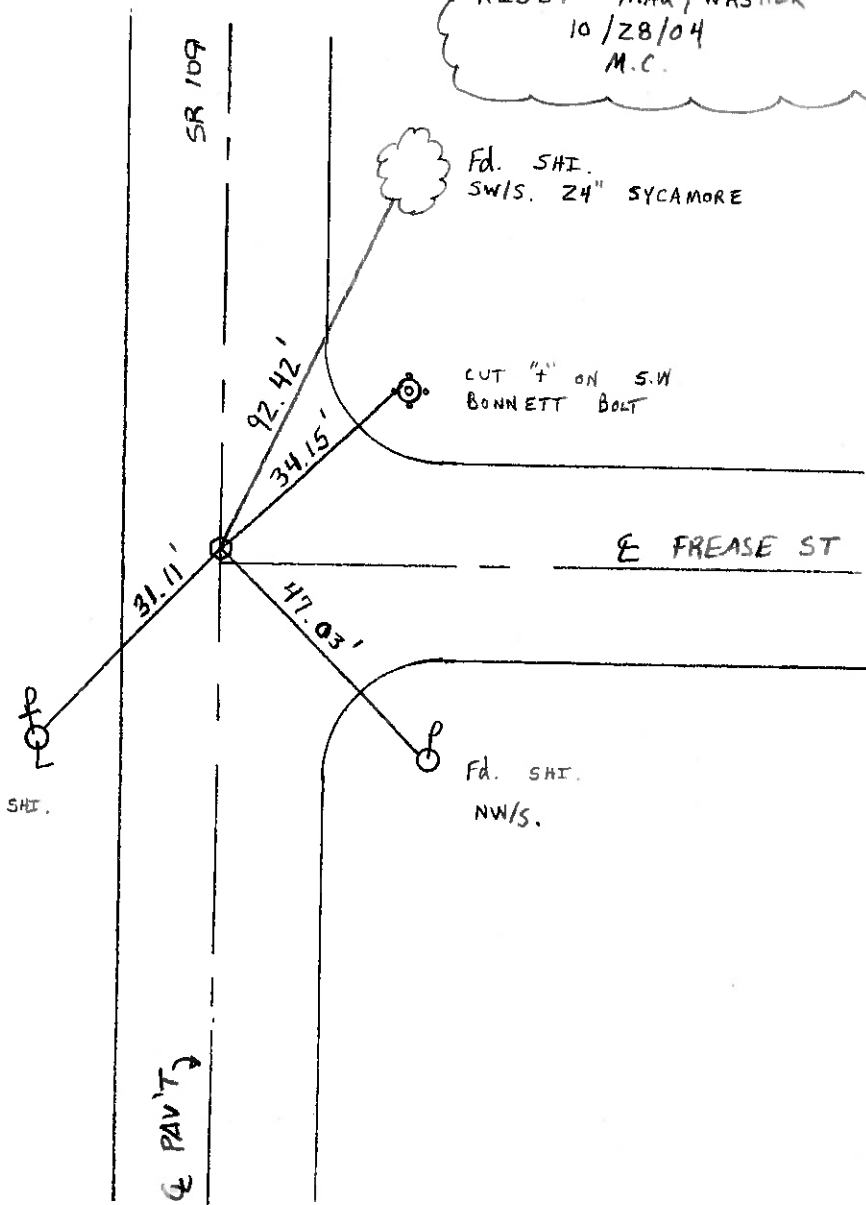 10/28/04
M.C.
SR 109
Fd. SHI.
SW/S. 24" SYCAMORE
CUT "+" ON S.W
BONNETT BOLT
92.42'
34.15'
℄ FREASE ST
31.11'
47.03'
SHI.
Fd. SHI.
NW/S.
℄ PAV'T